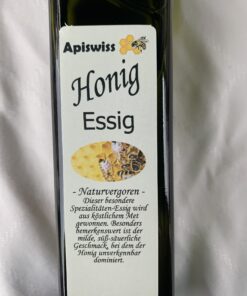 Apiswiss
Honig
Essig
- Naturvergoren -
Dieser besondere
Spezialitäten-Essig wird
aus köstlichem Met
gewonnen. Besonders
bemerkenswert ist der
milde, süß-säuerliche
Geschmack, bei dem der
Honig unverkennbar
dominiert.